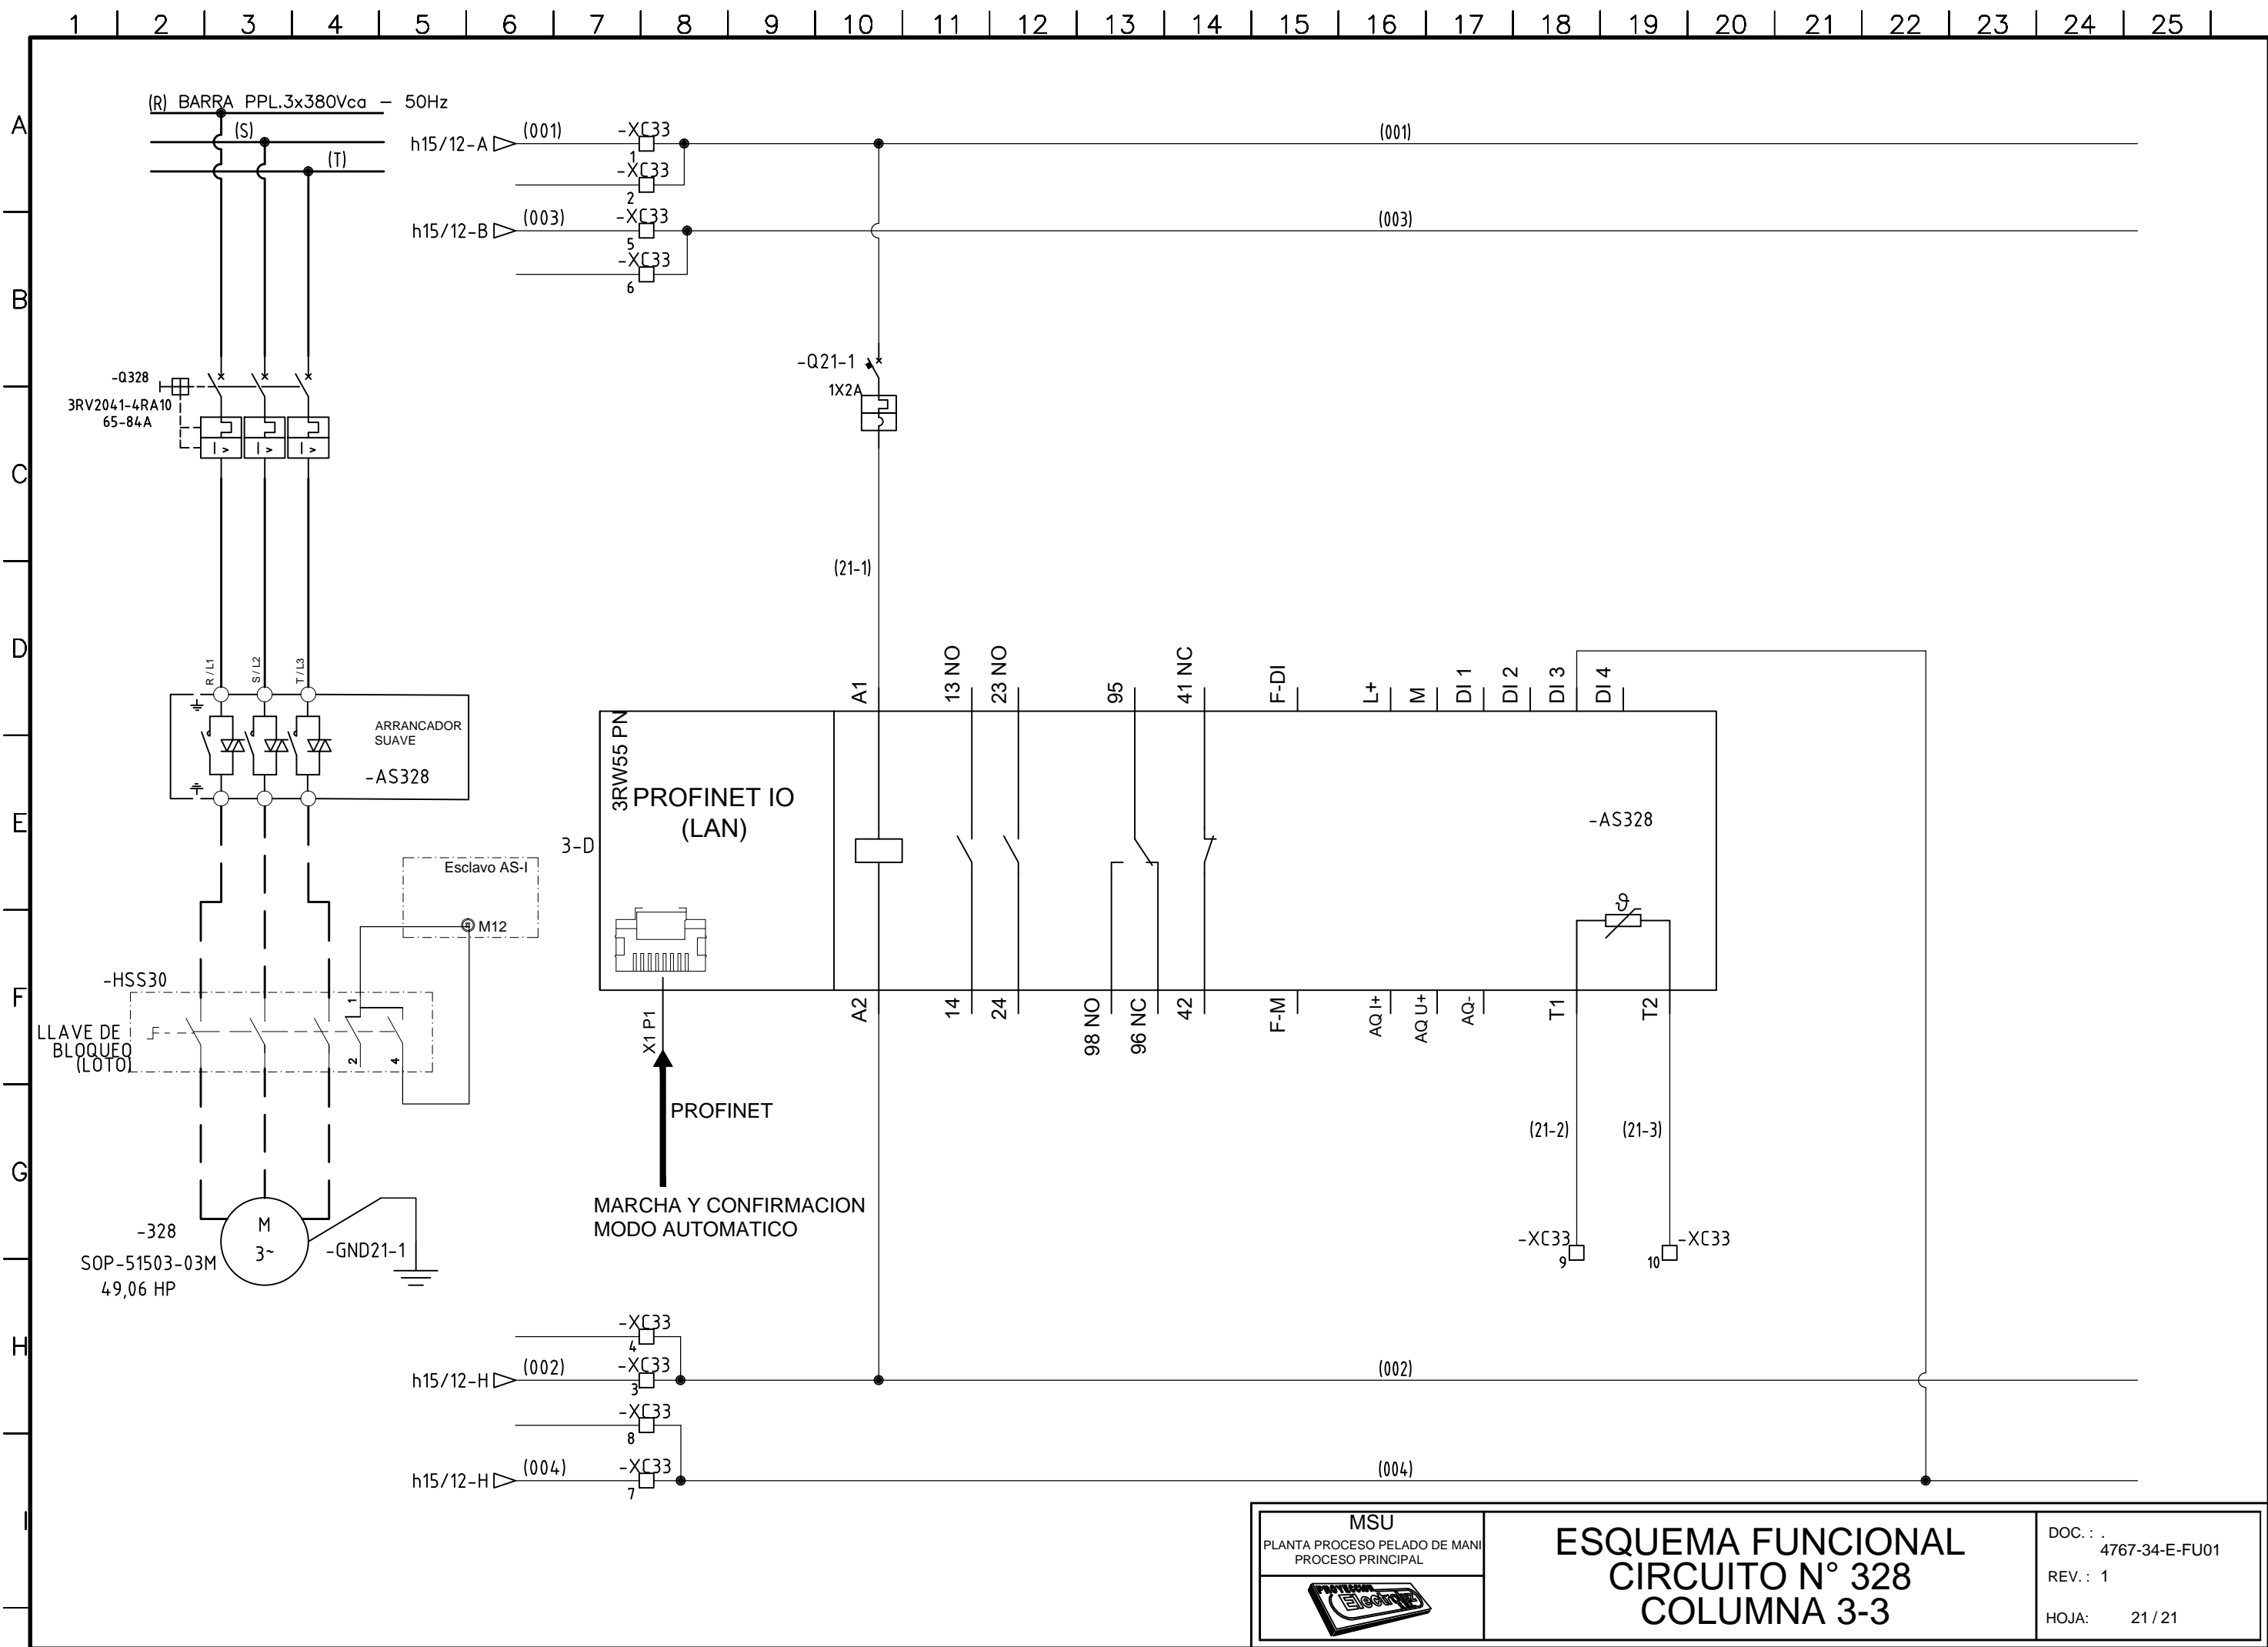 1 2 3 4 5 6 7 8 9 10 11 12 13 14 15 16 17 18 19 20 21 22 23 24 25
A
B
C
D
E
F
G
H
I
(R) BARRA PPL.3x380Vca – 50Hz
(S)
(T)
h15/12-A
(001)
-XC33
1
(001)
-XC33
2
h15/12-B
(003)
-XC33
5
(003)
-XC33
6
-Q328
3RV2041-4RA10
65-84A
I >
I >
I >
-Q21-1
1X2A
(21-1)
R / L1
S / L2
T / L3
ARRANCADOR
SUAVE
-AS328
3RW55 PN
PROFINET IO
(LAN)
3-D
A1
13 NO
23 NO
95
41 NC
F-DI
L+
M
DI 1
DI 2
DI 3
DI 4
-AS328
ϑ
Esclavo AS-I
M12
-HSS30
LLAVE DE
BLOQUEO
(LOTO)
1
2
4
X1 P1
A2
14
24
98 NO
96 NC
42
F-M
AQ I+
AQ U+
AQ-
T1
T2
PROFINET
MARCHA Y CONFIRMACION
MODO AUTOMATICO
(21-2)
(21-3)
-XC33
9
-XC33
10
M
3~
-328
SOP-51503-03M
49,06 HP
-GND21-1
-XC33
4
h15/12-H
(002)
-XC33
3
(002)
-XC33
8
h15/12-H
(004)
-XC33
7
(004)
MSU
PLANTA PROCESO PELADO DE MANI
PROCESO PRINCIPAL
PROYECCION
Electroluz
ESQUEMA FUNCIONAL
CIRCUITO N° 328
COLUMNA 3-3
DOC. : .
4767-34-E-FU01
REV. : 1
HOJA: 21 / 21